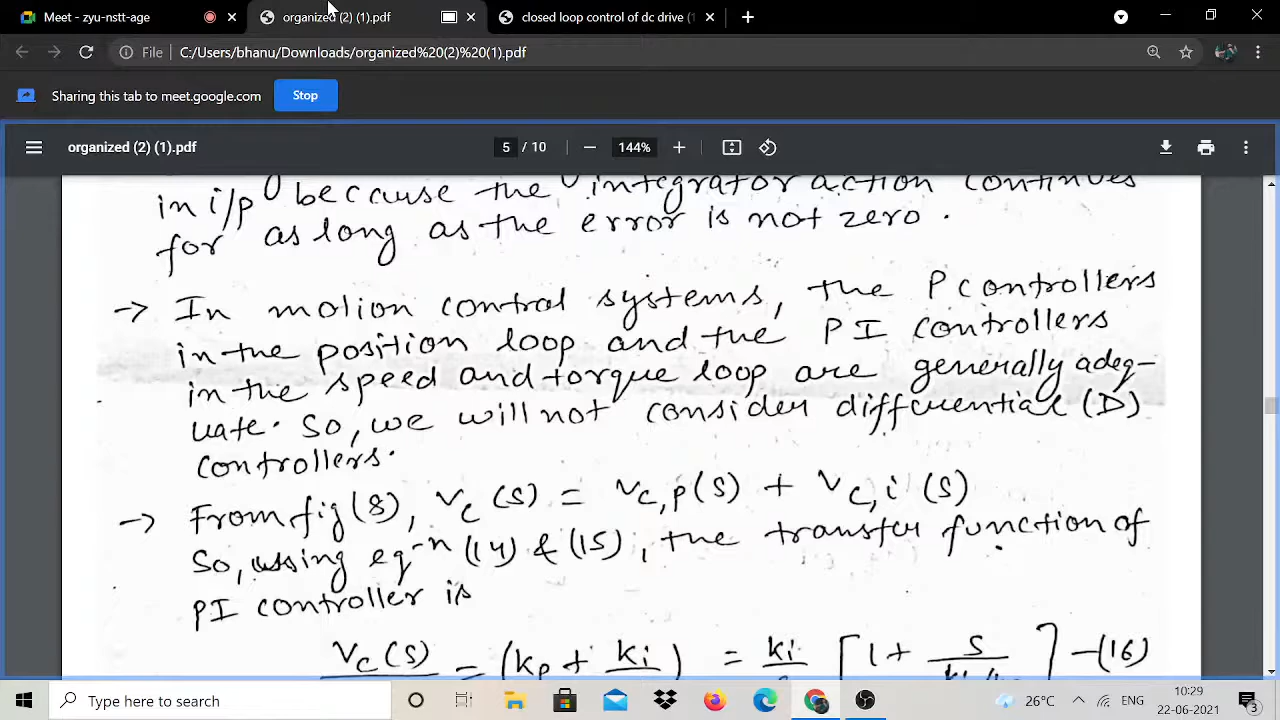 Meet - zyu-nstt-age
organized (2) (1).pdf
closed loop control of dc drive (1
File
C:/Users/bhanu/Downloads/organized%20(2)%20(1).pdf
Sharing this tab to meet.google.com
Stop
organized (2) (1).pdf
5 / 10
144%
in i/p because the integrator action continues
for as long as the error is not zero.
→ In motion control systems, the P controllers
in the position loop and the PI controllers
in the speed and torque loop are generally adeq-
uate. So, we will not consider differential (D)
controllers.
→ From fig (8), Vc (s) = Vc,p(s) + Vc,i (s)
So, using eq-n (14) & (15), the transfer function of
PI controller is
Vc(s) = (kp + ki ) = ki [1 + s ] -(16)
Type here to search
26°C
ENG
10:29
22-06-2021
3